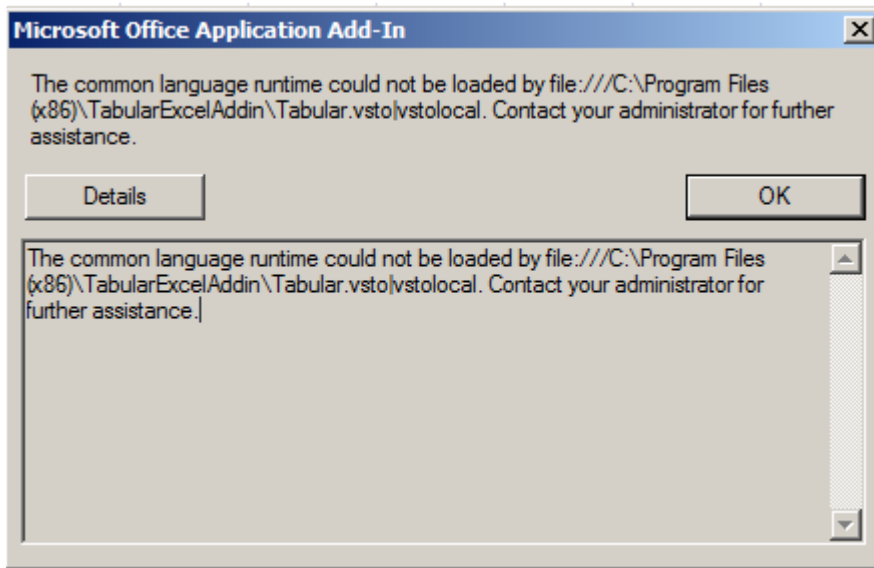 Microsoft Office Application Add-In
The common language runtime could not be loaded by file:///C:\Program Files
(x86)\TabularExcelAddin\Tabular.vsto|vstolocal. Contact your administrator for further
assistance.
Details
OK
The common language runtime could not be loaded by file:///C:\Program Files
(x86)\TabularExcelAddin\Tabular.vsto|vstolocal. Contact your administrator for
further assistance.